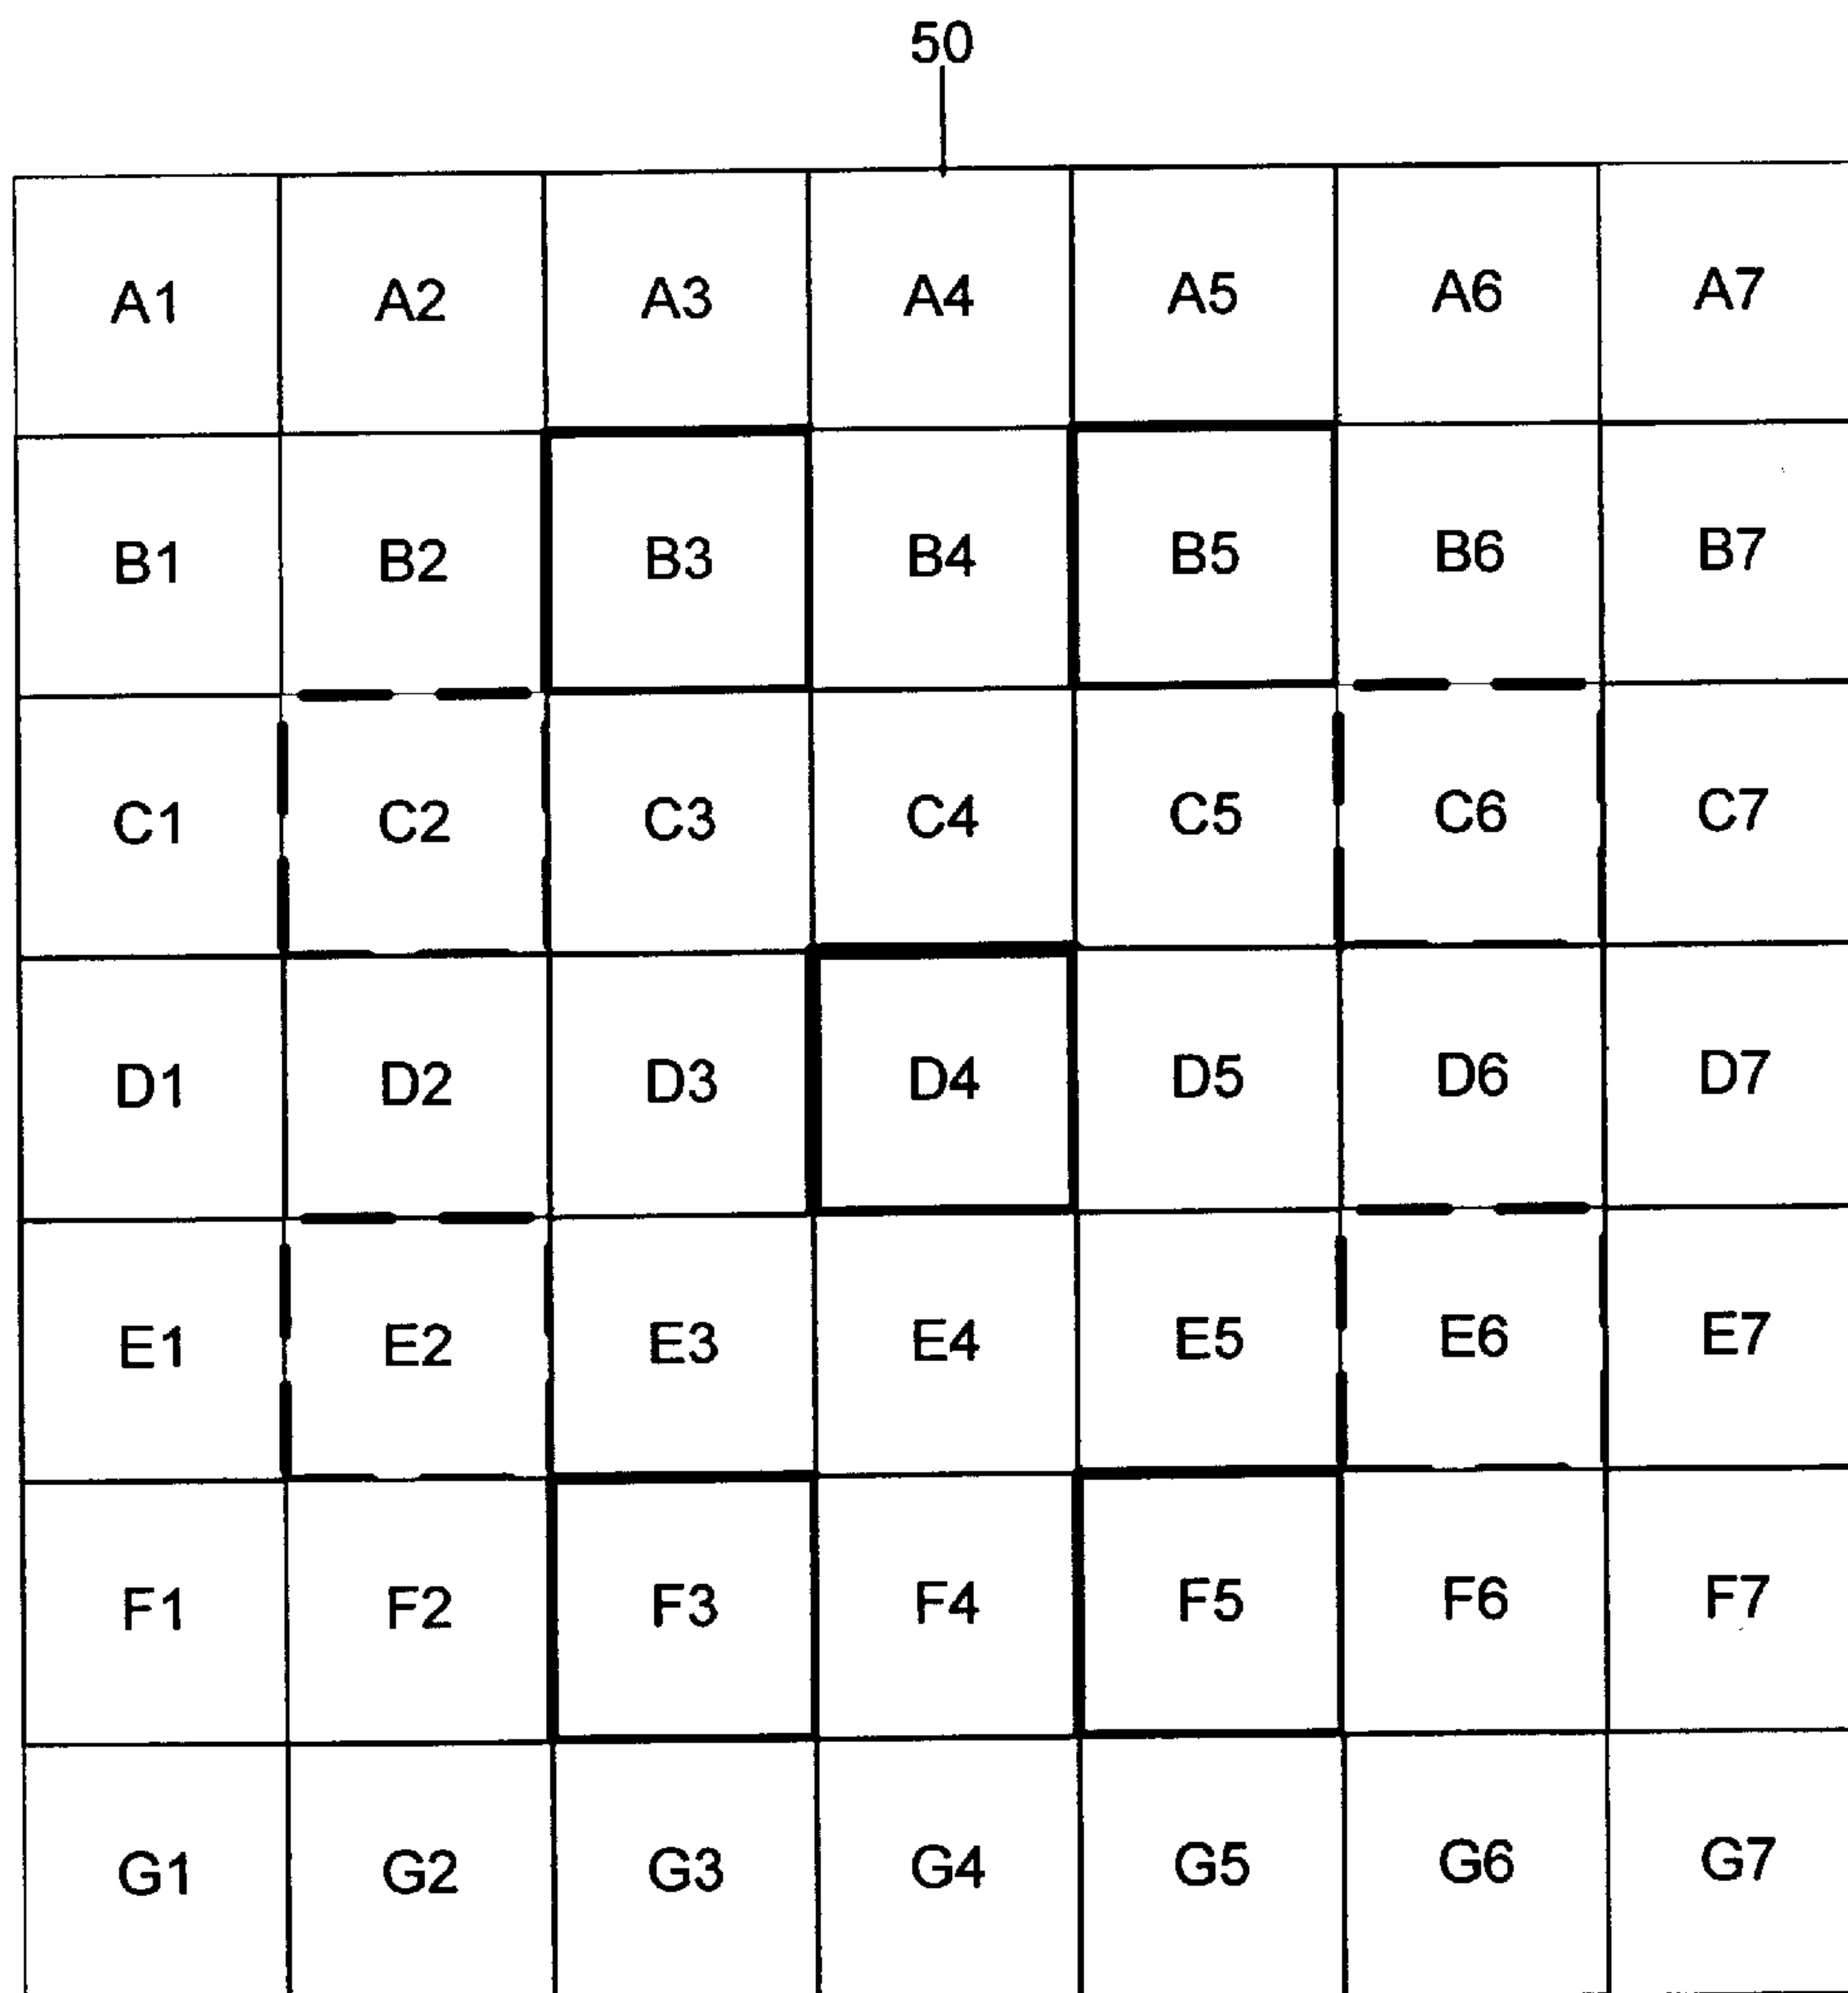 50
A1 A2 A3 A4 A5 A6 A7
B1 B2 B3 B4 B5 B6 B7
C1 C2 C3 C4 C5 C6 C7
D1 D2 D3 D4 D5 D6 D7
E1 E2 E3 E4 E5 E6 E7
F1 F2 F3 F4 F5 F6 F7
G1 G2 G3 G4 G5 G6 G7